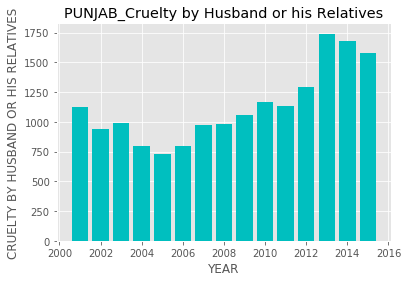 PUNJAB_Cruelty by Husband or his Relatives
CRUELTY BY HUSBAND OR HIS RELATIVES
1750
1500
1250
1000
750
500
250
0
2000 2002 2004 2006 2008 2010 2012 2014 2016
YEAR